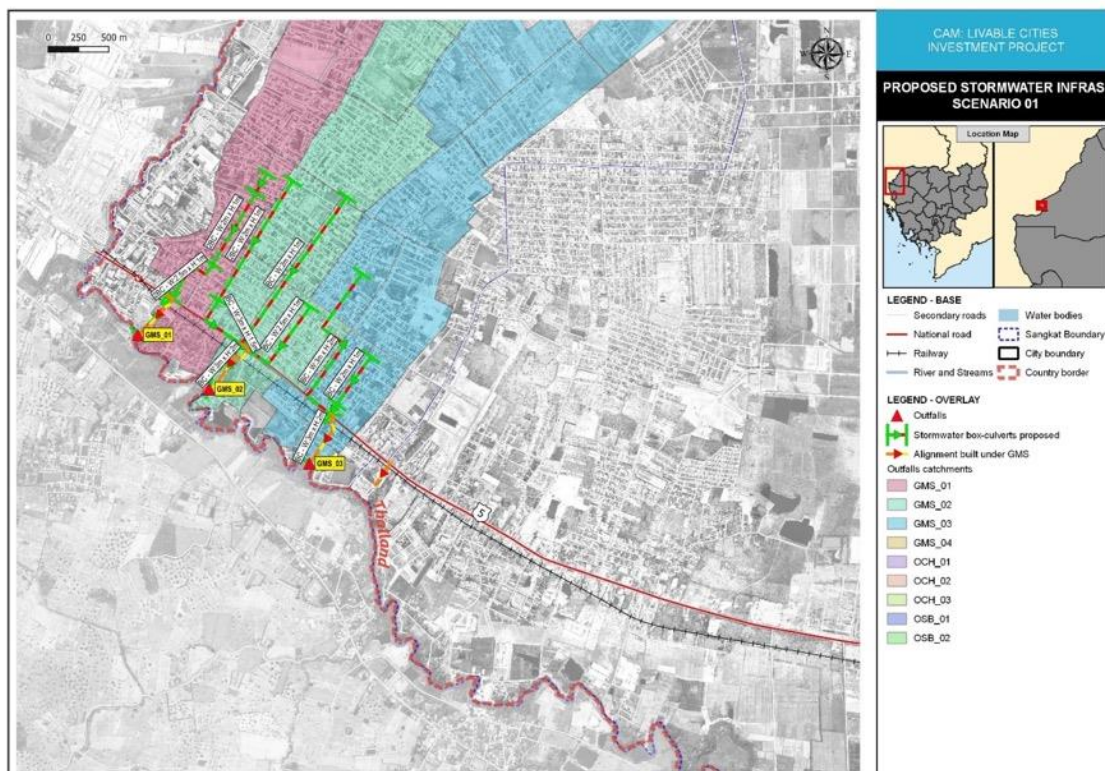 0 250 500 m
N
W
E
S
CAM: LIVABLE CITIES
INVESTMENT PROJECT
PROPOSED STORMWATER INFRAS
SCENARIO 01
Location Map
LEGEND - BASE
Secondary roads
National road
Railway
River and Streams
Water bodies
Sangkat Boundary
City boundary
Country border
LEGEND - OVERLAY
Outfalls
Stormwater box-culverts proposed
Alignment built under GMS
Outfalls catchments
GMS_01
GMS_02
GMS_03
GMS_04
OCH_01
OCH_02
OCH_03
OSB_01
OSB_02
GMS_01
GMS_02
GMS_03
Thailand
5